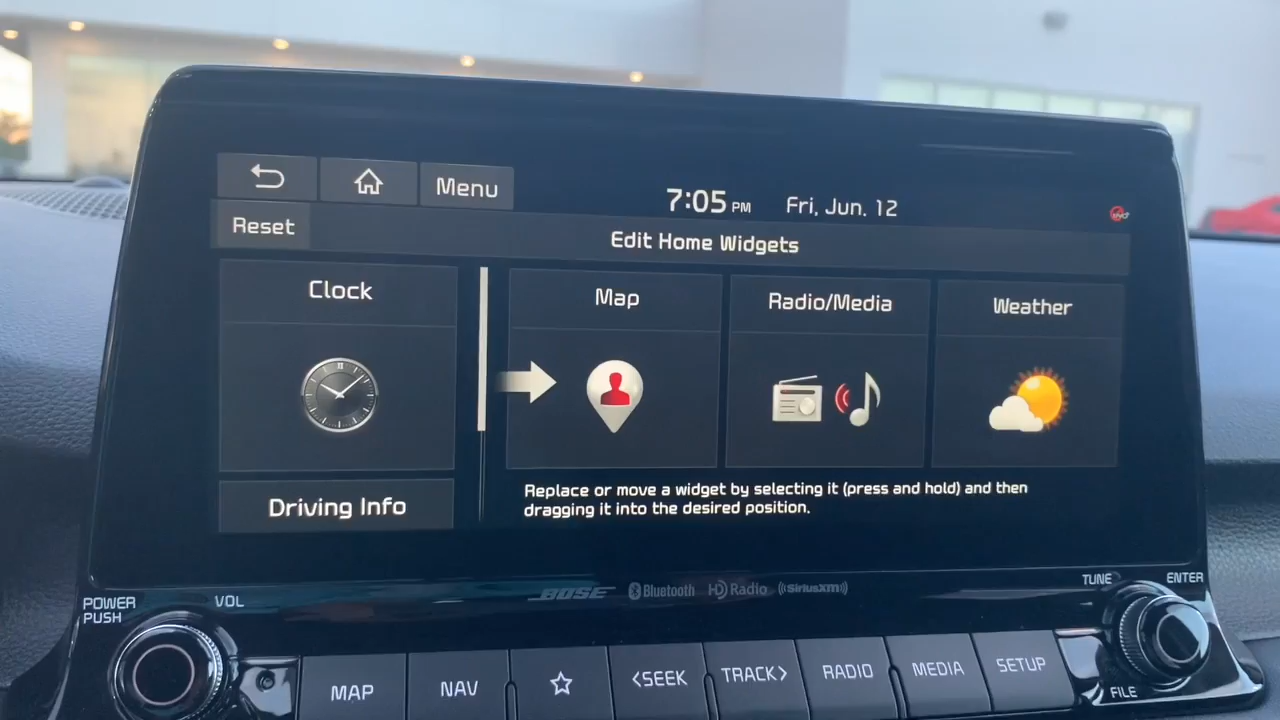 Menu
7:05 PM
Fri, Jun. 12
Reset
Edit Home Widgets
Clock
Map
Radio/Media
Weather
Driving Info
Replace or move a widget by selecting it (press and hold) and then
dragging it into the desired position.
BOSE
Bluetooth
HD Radio
((SiriusXM))
POWER
PUSH
VOL
TUNE
ENTER
MAP
NAV
<SEEK
TRACK>
RADIO
MEDIA
SETUP
FILE